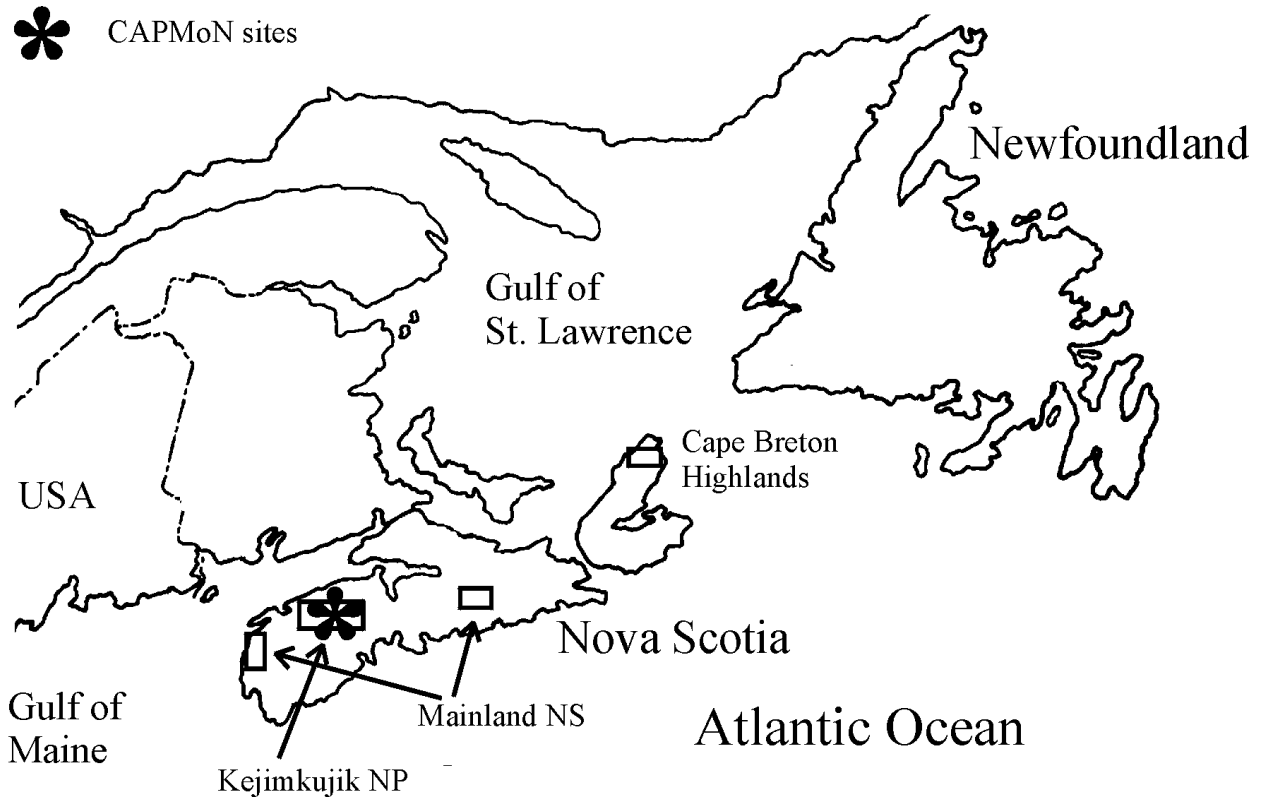 CAPMoN sites
Newfoundland
Gulf of
St. Lawrence
Cape Breton
Highlands
USA
Nova Scotia
Gulf of
Maine
Mainland NS
Atlantic Ocean
Kejimkujik NP